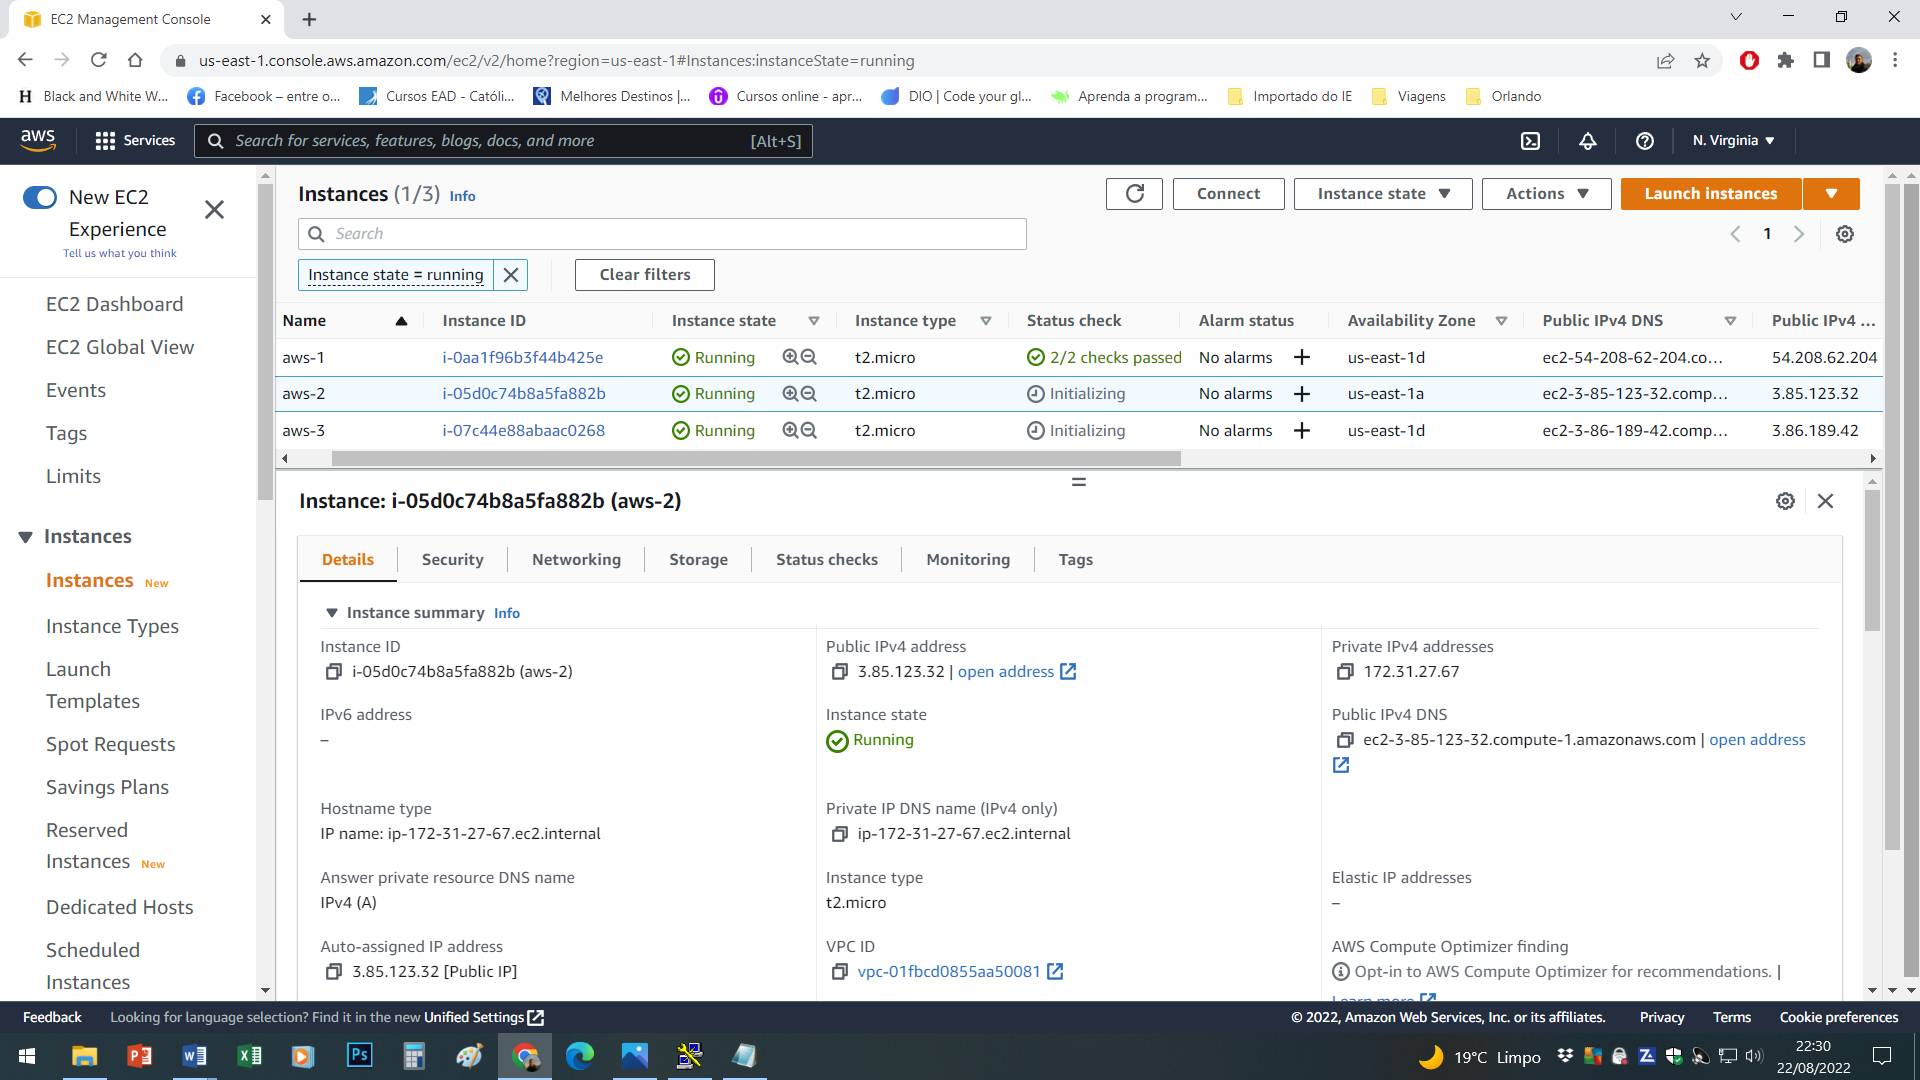 EC2 Management Console
us-east-1.console.aws.amazon.com/ec2/v2/home?region=us-east-1#Instances:instanceState=running
H Black and White W... Facebook – entre o... Cursos EAD - Católi... Melhores Destinos |... Cursos online - apr... DIO | Code your gl... Aprenda a program... Importado do IE Viagens Orlando
aws Services Search for services, features, blogs, docs, and more [Alt+S] N. Virginia
New EC2
Experience
Tell us what you think
EC2 Dashboard
EC2 Global View
Events
Tags
Limits
Instances
Instances New
Instance Types
Launch
Templates
Spot Requests
Savings Plans
Reserved
Instances New
Dedicated Hosts
Scheduled
Instances
Instances (1/3) Info Connect Instance state Actions Launch instances
Search 1
Instance state = running Clear filters
Name Instance ID Instance state Instance type Status check Alarm status Availability Zone Public IPv4 DNS Public IPv4 ...
aws-1 i-0aa1f96b3f44b425e Running t2.micro 2/2 checks passed No alarms + us-east-1d ec2-54-208-62-204.co... 54.208.62.204
aws-2 i-05d0c74b8a5fa882b Running t2.micro Initializing No alarms + us-east-1a ec2-3-85-123-32.comp... 3.85.123.32
aws-3 i-07c44e88abaac0268 Running t2.micro Initializing No alarms + us-east-1d ec2-3-86-189-42.comp... 3.86.189.42
Instance: i-05d0c74b8a5fa882b (aws-2)
Details Security Networking Storage Status checks Monitoring Tags
Instance summary Info
Instance ID Public IPv4 address Private IPv4 addresses
i-05d0c74b8a5fa882b (aws-2) 3.85.123.32 | open address 172.31.27.67
IPv6 address Instance state Public IPv4 DNS
– Running ec2-3-85-123-32.compute-1.amazonaws.com | open address
Hostname type Private IP DNS name (IPv4 only)
IP name: ip-172-31-27-67.ec2.internal ip-172-31-27-67.ec2.internal
Answer private resource DNS name Instance type Elastic IP addresses
IPv4 (A) t2.micro –
Auto-assigned IP address VPC ID AWS Compute Optimizer finding
3.85.123.32 [Public IP] vpc-01fbcd0855aa50081 Opt-in to AWS Compute Optimizer for recommendations. |
Learn more
Feedback Looking for language selection? Find it in the new Unified Settings © 2022, Amazon Web Services, Inc. or its affiliates. Privacy Terms Cookie preferences
19°C Limpo 22:30
22/08/2022